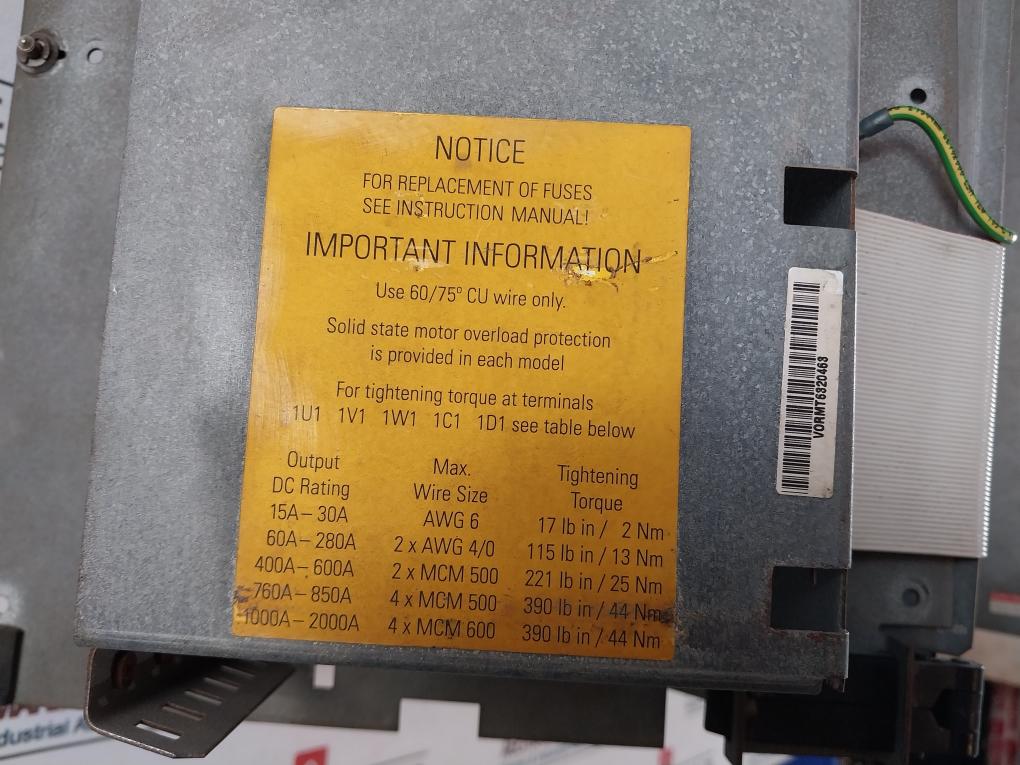 NOTICE
FOR REPLACEMENT OF FUSES
SEE INSTRUCTION MANUAL!
IMPORTANT INFORMATION
Use 60/75° CU wire only.
Solid state motor overload protection
is provided in each model
For tightening torque at terminals
1U1 1V1 1W1 1C1 1D1 see table below
Output Max. Tightening
DC Rating Wire Size Torque
15A–30A AWG 6 17 lb in / 2 Nm
60A–280A 2 x AWG 4/0 115 lb in / 13 Nm
400A–600A 2 x MCM 500 221 lb in / 25 Nm
760A–850A 4 x MCM 500 390 lb in / 44 Nm
1000A–2000A 4 x MCM 600 390 lb in / 44 Nm
VORMT6320463
dustrial A